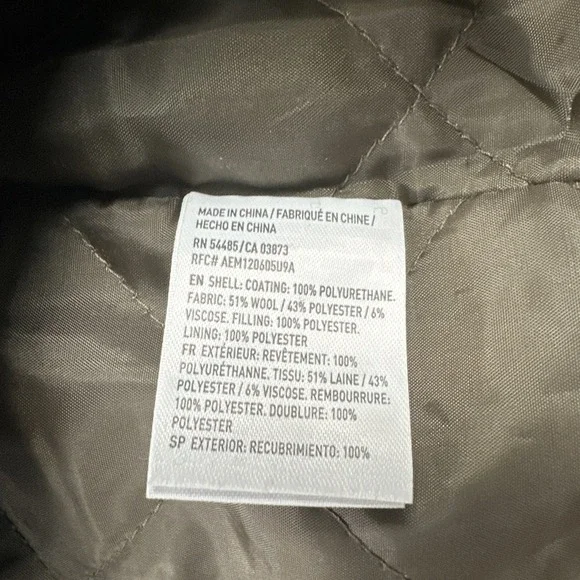 MADE IN CHINA / FABRIQUÉ EN CHINE /
HECHO EN CHINA
RN 54485/CA 03873
RFC# AEM120605U9A
EN SHELL: COATING: 100% POLYURETHANE.
FABRIC: 51% WOOL / 43% POLYESTER / 6%
VISCOSE. FILLING: 100% POLYESTER.
LINING: 100% POLYESTER
FR EXTÉRIEUR: REVÊTEMENT: 100%
POLYURÉTHANNE. TISSU: 51% LAINE / 43%
POLYESTER / 6% VISCOSE. REMBOURRURE:
100% POLYESTER. DOUBLURE: 100%
POLYESTER
SP EXTERIOR: RECUBRIMIENTO: 100%